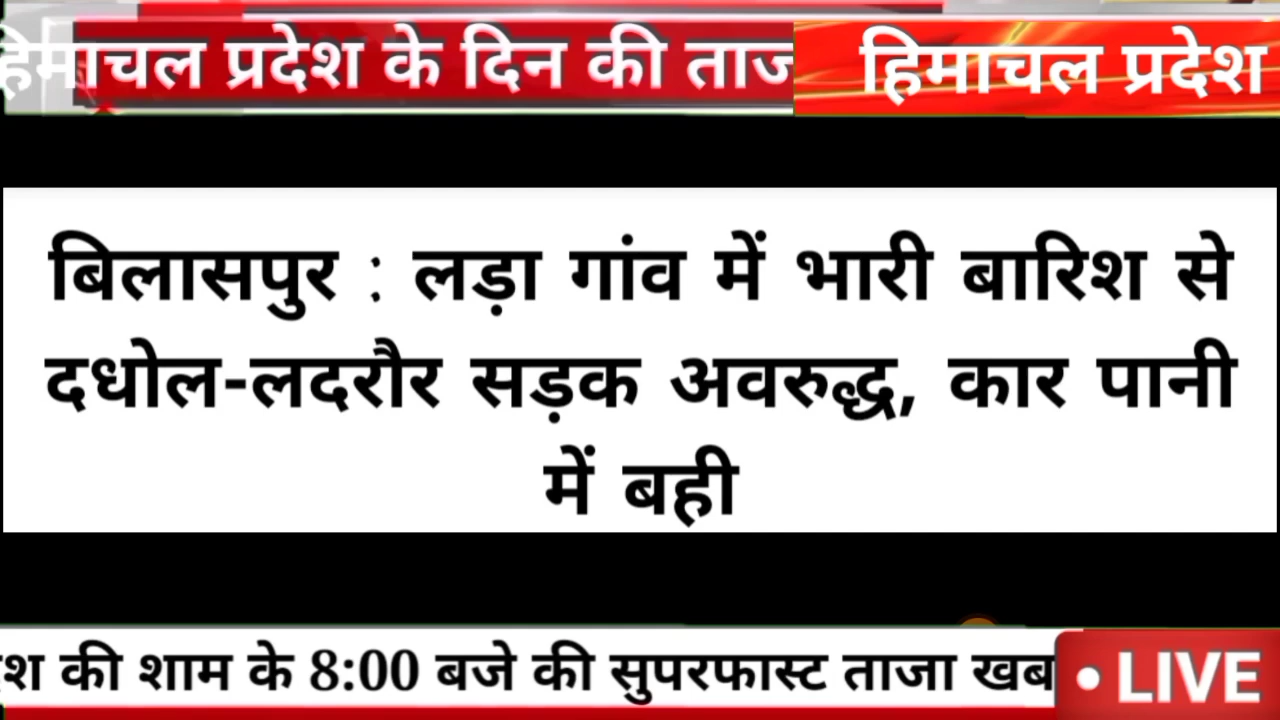 हिमाचल प्रदेश के दिन की ताज
हिमाचल प्रदेश
बिलासपुर : लड़ा गांव में भारी बारिश से
दधोल-लदरौर सड़क अवरुद्ध, कार पानी
में बही
श की शाम के 8:00 बजे की सुपरफास्ट ताजा खब
• LIVE